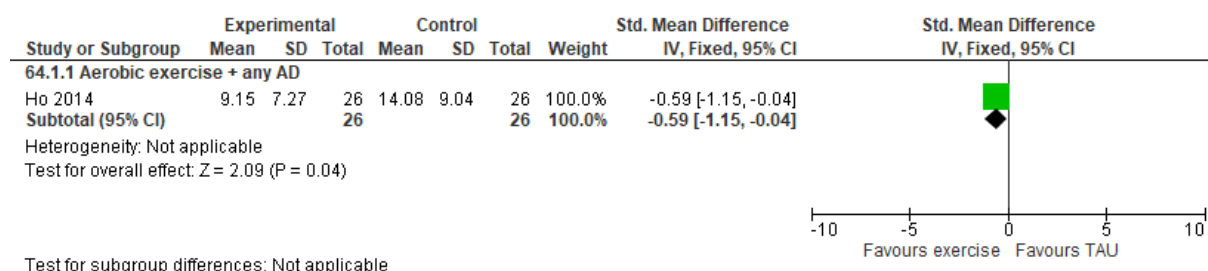 Experimental Control Std. Mean Difference Std. Mean Difference
Study or Subgroup Mean SD Total Mean SD Total Weight IV, Fixed, 95% CI IV, Fixed, 95% CI
64.1.1 Aerobic exercise + any AD
Ho 2014 9.15 7.27 26 14.08 9.04 26 100.0% -0.59 [-1.15, -0.04]
Subtotal (95% CI) 26 26 100.0% -0.59 [-1.15, -0.04]
Heterogeneity: Not applicable
Test for overall effect: Z = 2.09 (P = 0.04)
-10 -5 0 5 10
Favours exercise Favours TAU
Test for subgroup differences: Not applicable